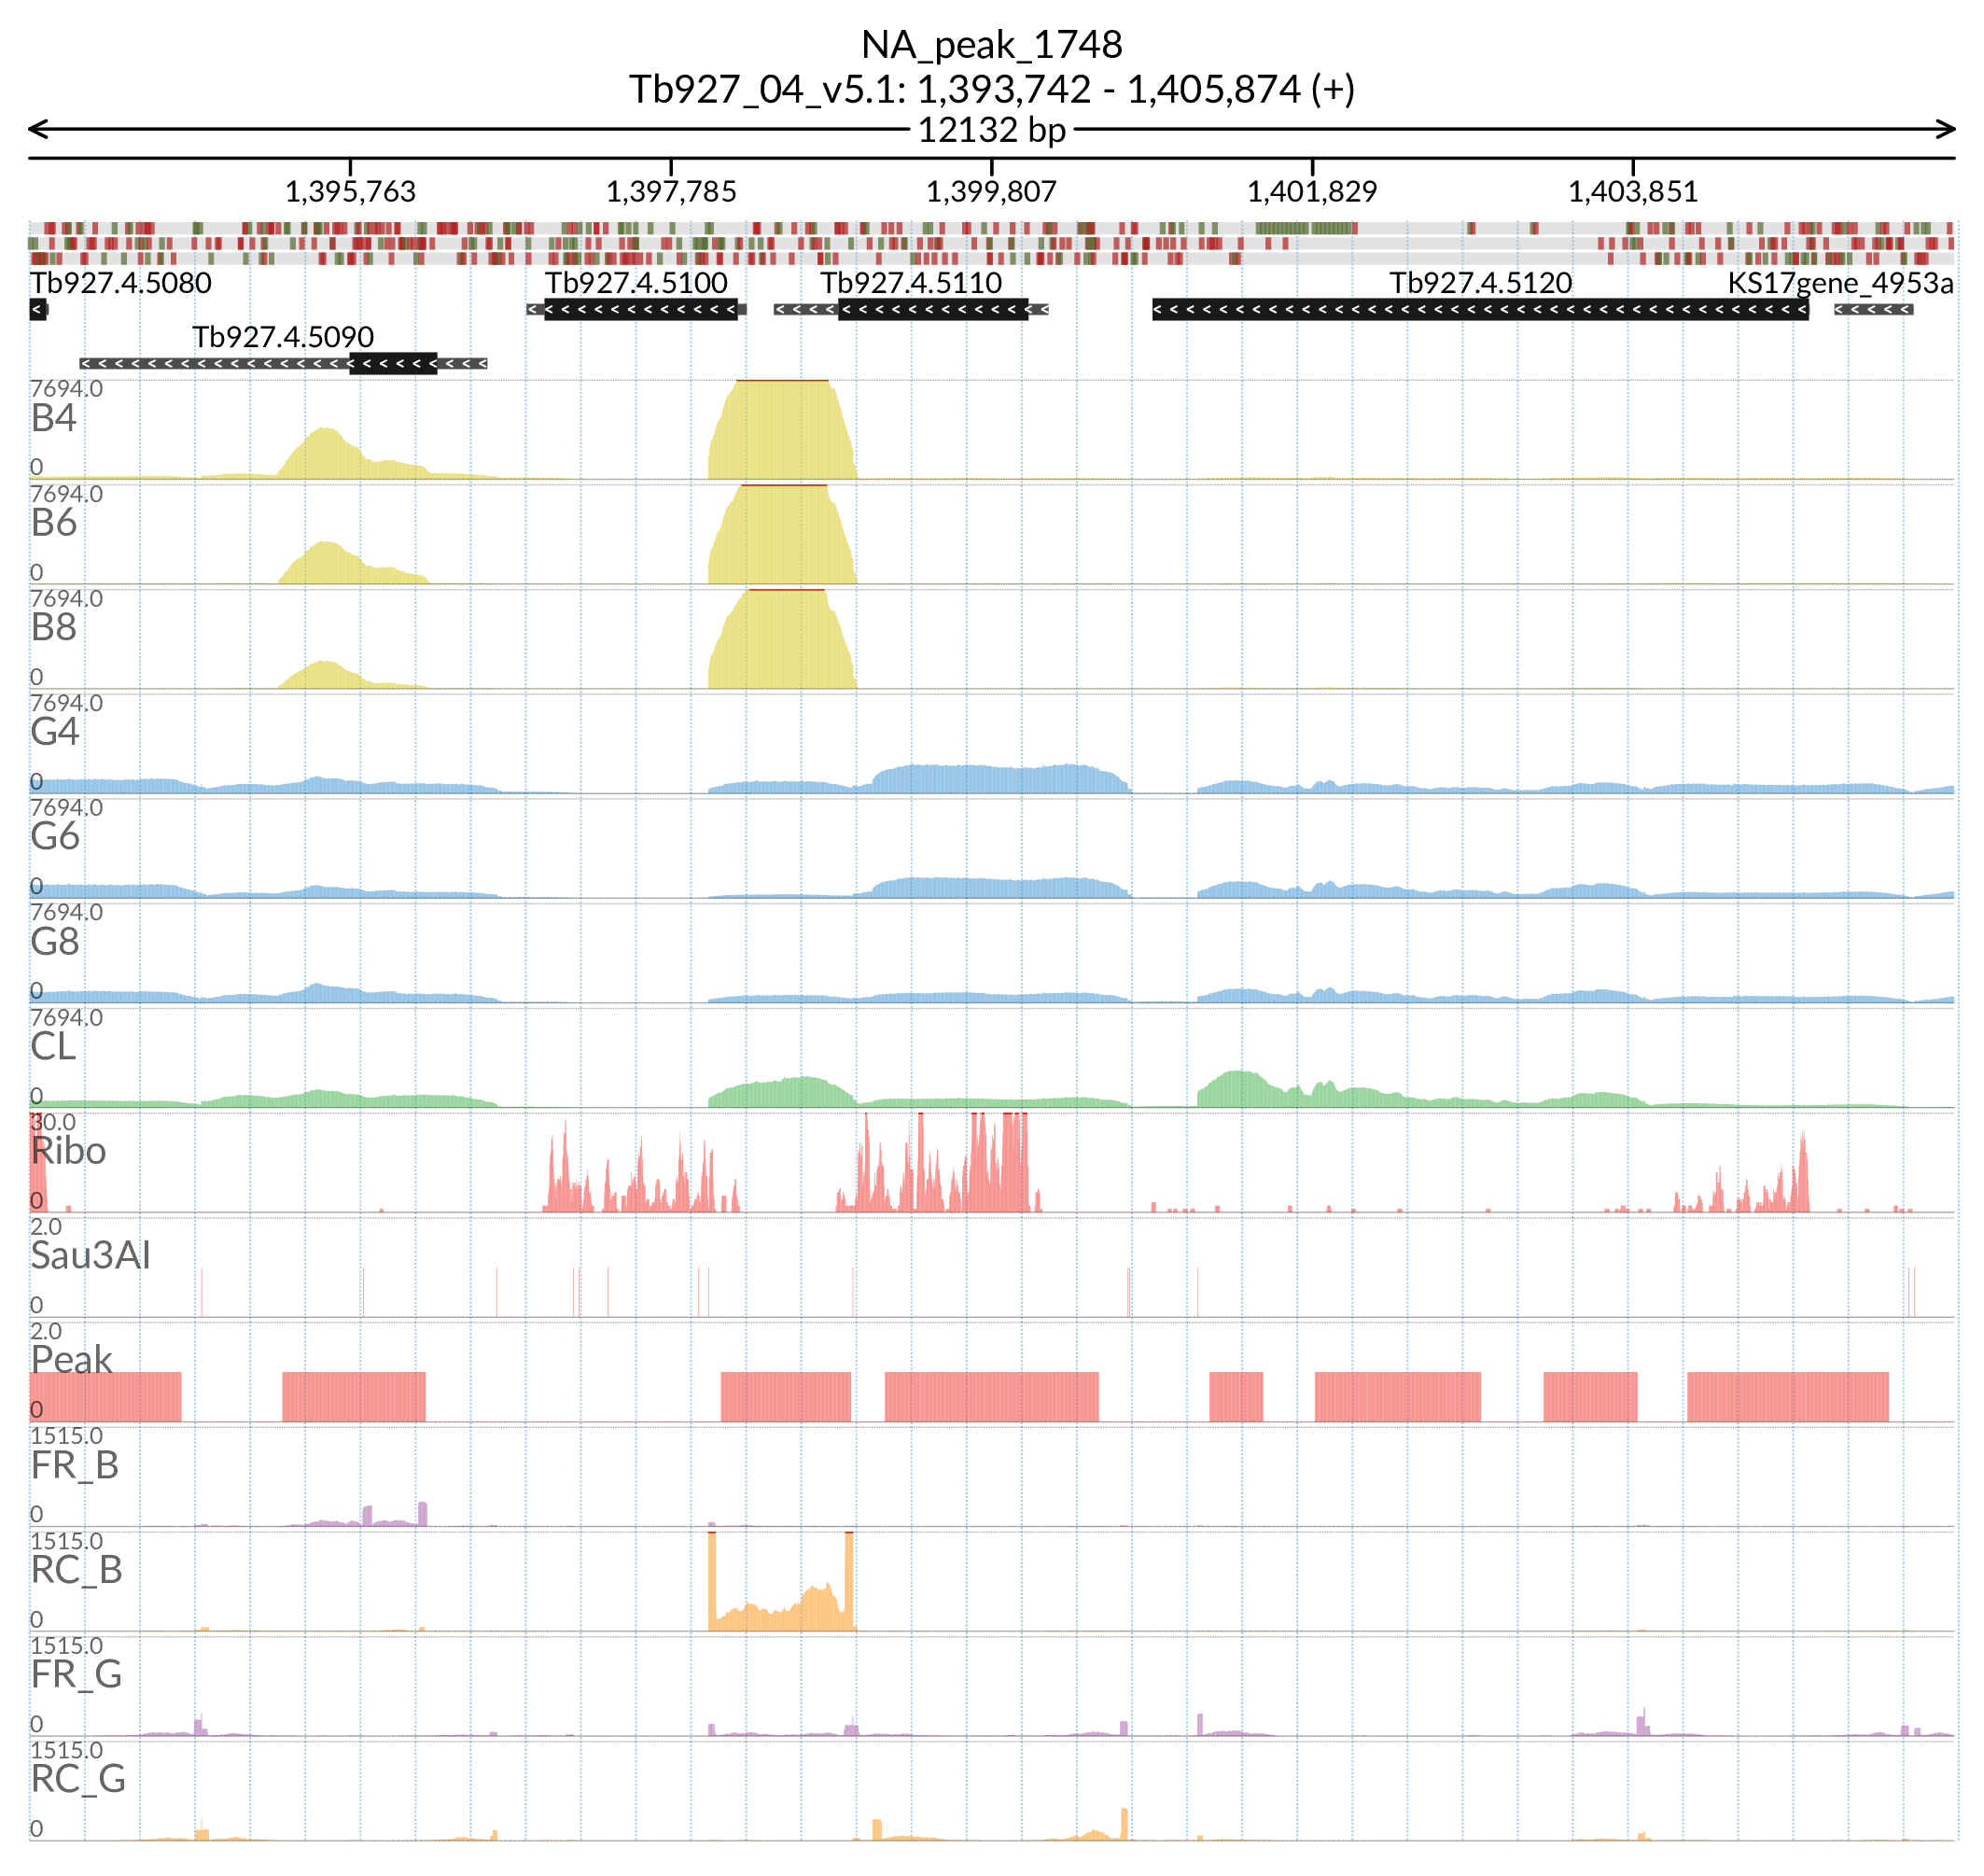 NA_peak_1748
Tb927_04_v5.1: 1,393,742 - 1,405,874 (+)
12132 bp
1,395,763 1,397,785 1,399,807 1,401,829 1,403,851
Tb927.4.5080 Tb927.4.5100 Tb927.4.5110 Tb927.4.5120 KS17gene_4953a
Tb927.4.5090
7694.0
B4
0
7694.0
B6
0
7694.0
B8
0
7694.0
G4
0
7694.0
G6
0
7694.0
G8
0
7694.0
CL
0
30.0
Ribo
0
2.0
Sau3AI
0
2.0
Peak
0
1515.0
FR_B
0
1515.0
RC_B
0
1515.0
FR_G
0
1515.0
RC_G
0